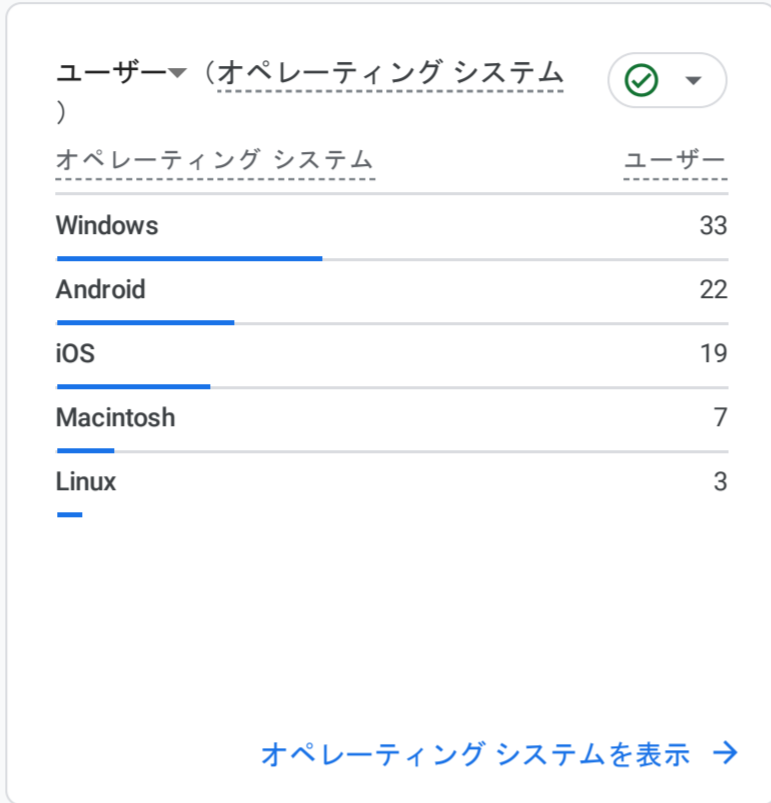 ユーザー（オペレーティング システム
）
オペレーティング システム ユーザー
Windows 33
Android 22
iOS 19
Macintosh 7
Linux 3
オペレーティング システムを表示 →